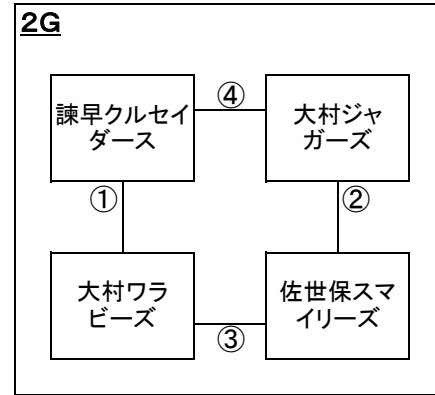 2G
諫早クルセイ
ダース
④
大村ジャ
ガーズ
①
②
大村ワラ
ビーズ
③
佐世保スマ
イリーズ